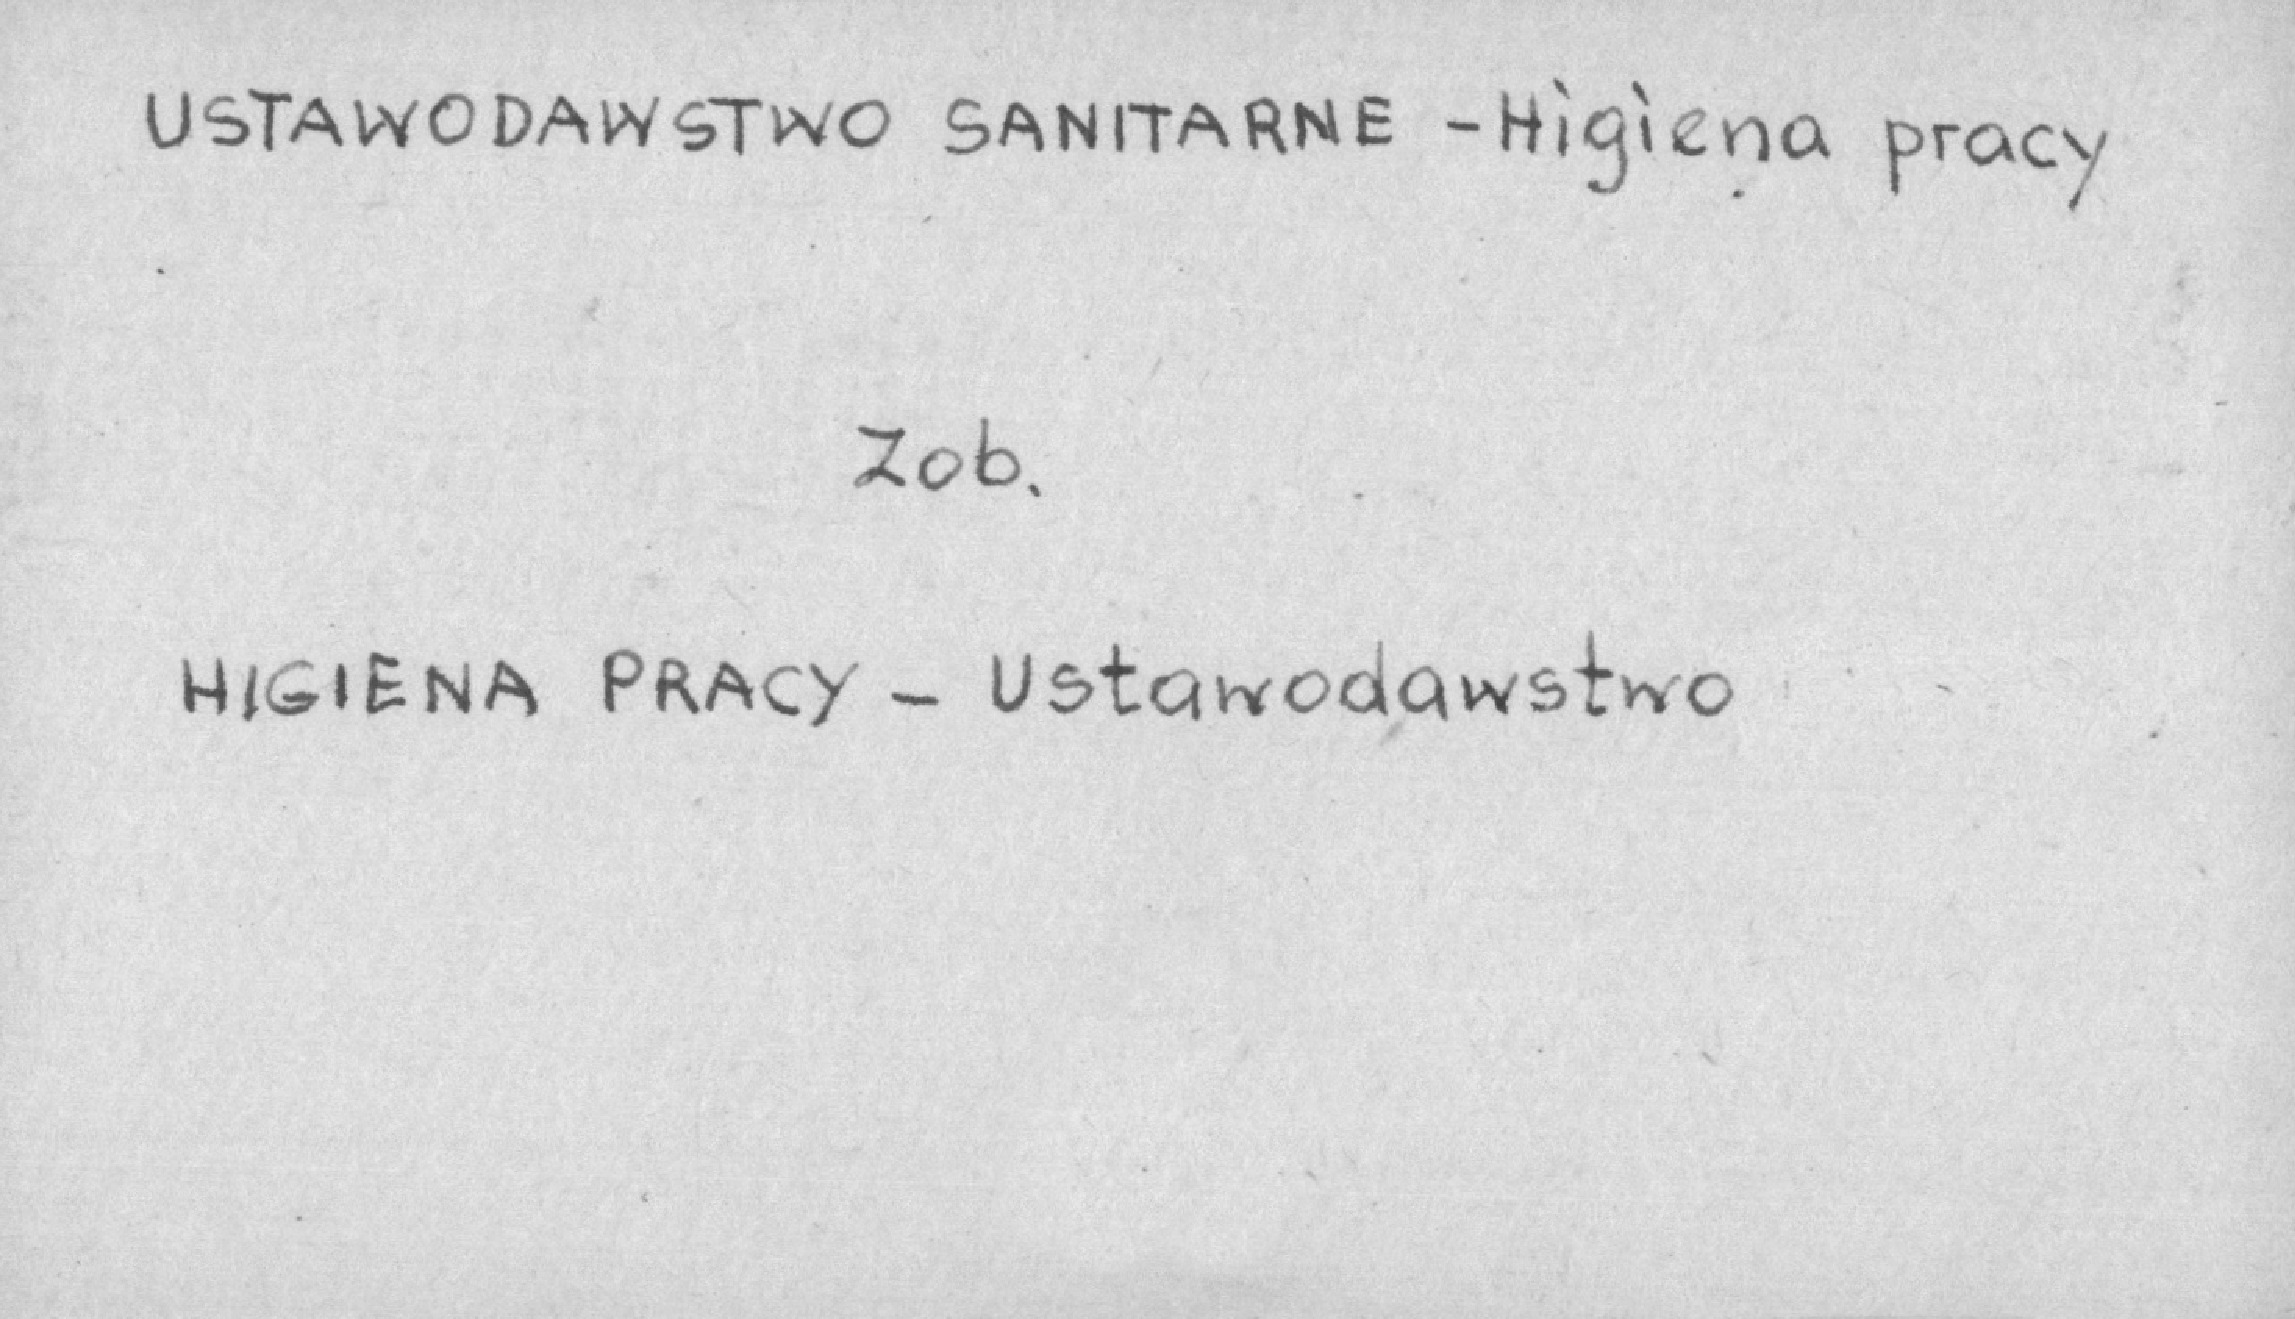 USTAWODAWSTWO SANITARNE - Higiena pracy
Zob.
HIGIENA PRACY - Ustawodawstwo